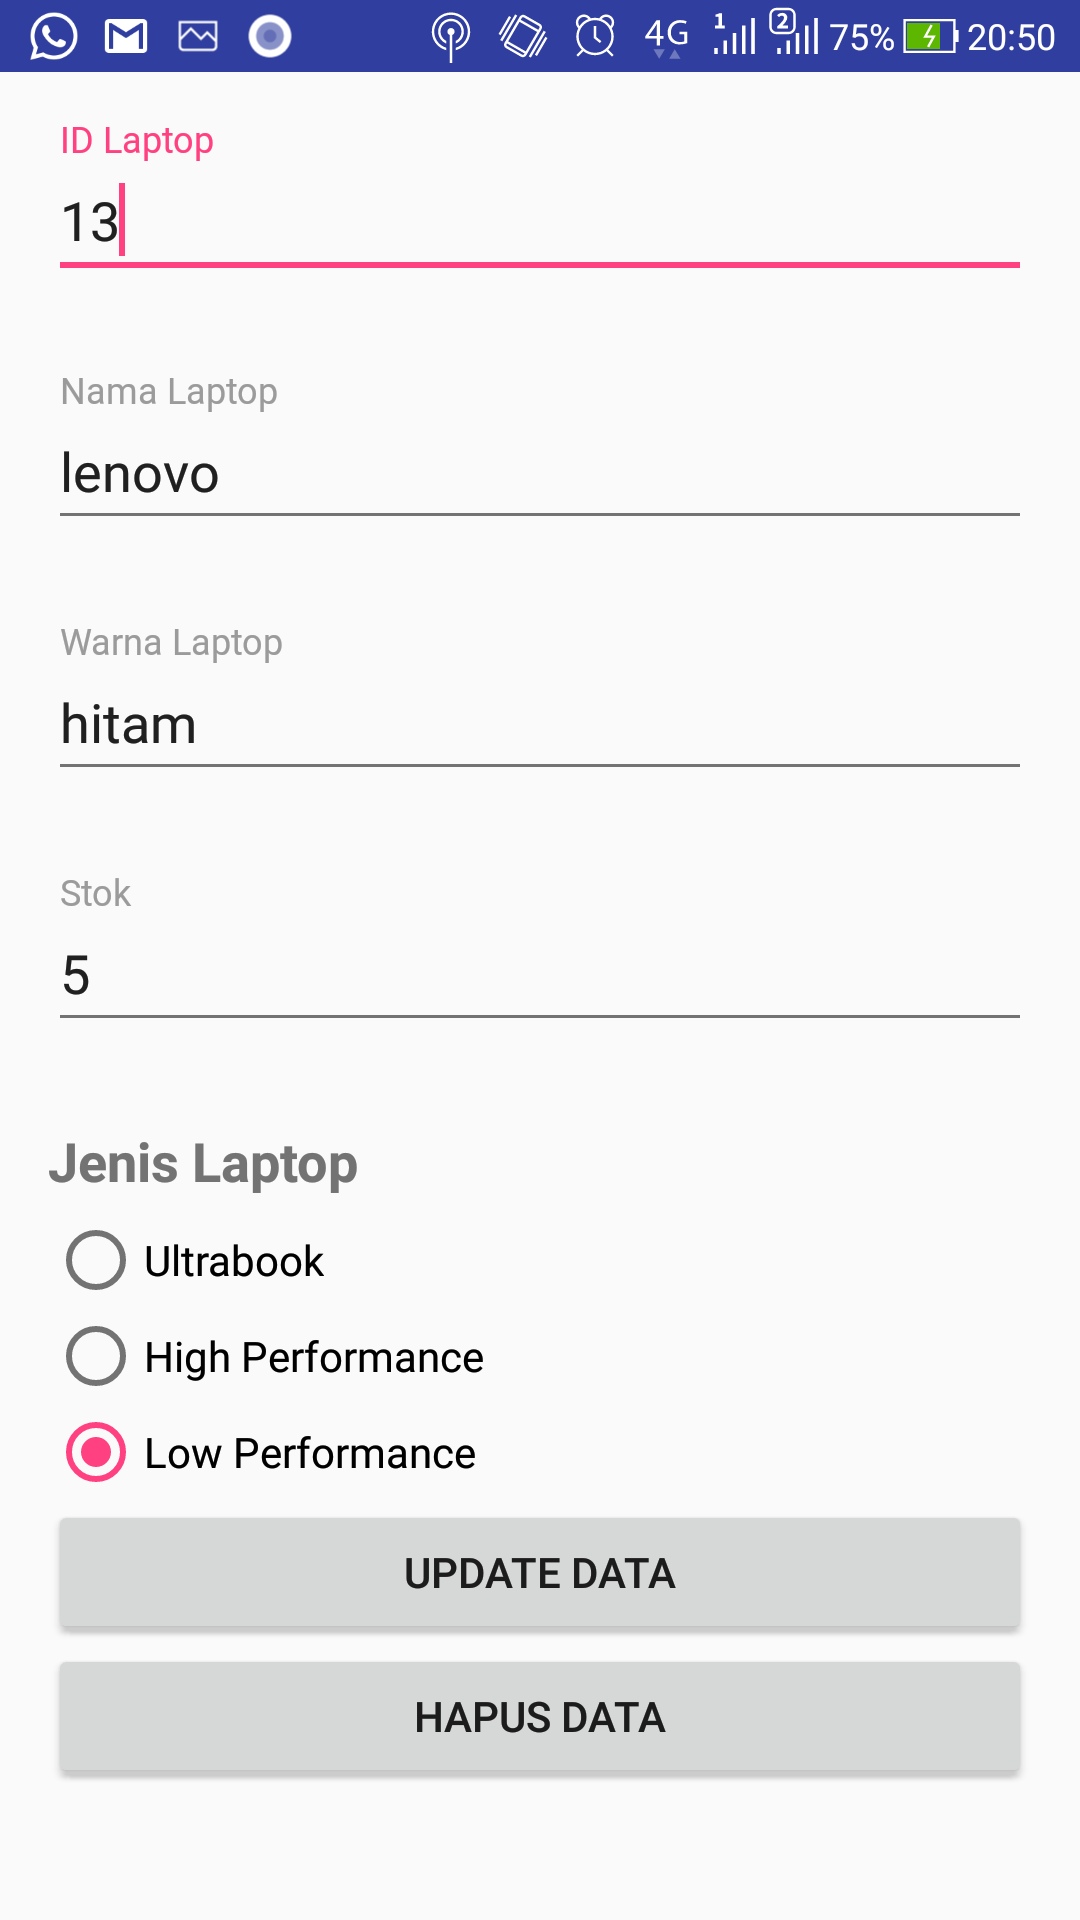 4G 1 2 75% 20:50
ID Laptop
13
Nama Laptop
lenovo
Warna Laptop
hitam
Stok
5
Jenis Laptop
Ultrabook
High Performance
Low Performance
UPDATE DATA
HAPUS DATA